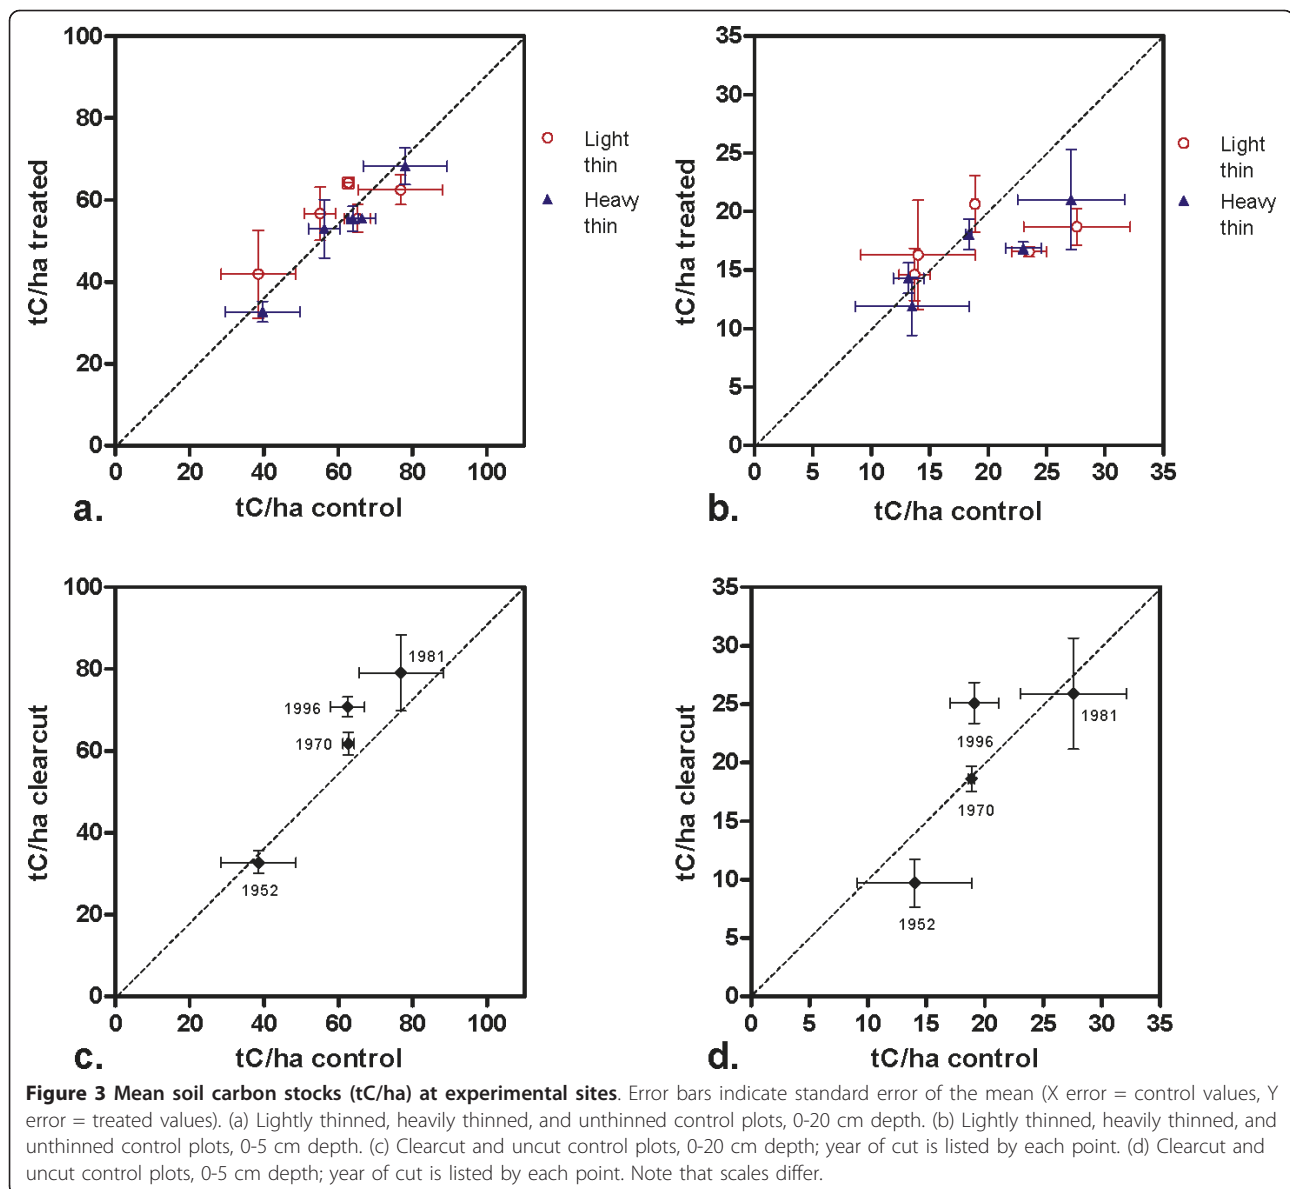 100
80
60
40
20
0
tC/ha treated
0 20 40 60 80 100
tC/ha control
a.
Light
thin
Heavy
thin
35
30
25
20
15
10
5
0
tC/ha treated
0 5 10 15 20 25 30 35
tC/ha control
b.
Light
thin
Heavy
thin
100
80
60
40
20
0
tC/ha clearcut
1981
1996
1970
1952
0 20 40 60 80 100
tC/ha control
c.
35
30
25
20
15
10
5
0
tC/ha clearcut
1981
1996
1970
1952
0 5 10 15 20 25 30 35
tC/ha control
d.
Figure 3 Mean soil carbon stocks (tC/ha) at experimental sites. Error bars indicate standard error of the mean (X error = control values, Y
error = treated values). (a) Lightly thinned, heavily thinned, and unthinned control plots, 0-20 cm depth. (b) Lightly thinned, heavily thinned, and
unthinned control plots, 0-5 cm depth. (c) Clearcut and uncut control plots, 0-20 cm depth; year of cut is listed by each point. (d) Clearcut and
uncut control plots, 0-5 cm depth; year of cut is listed by each point. Note that scales differ.